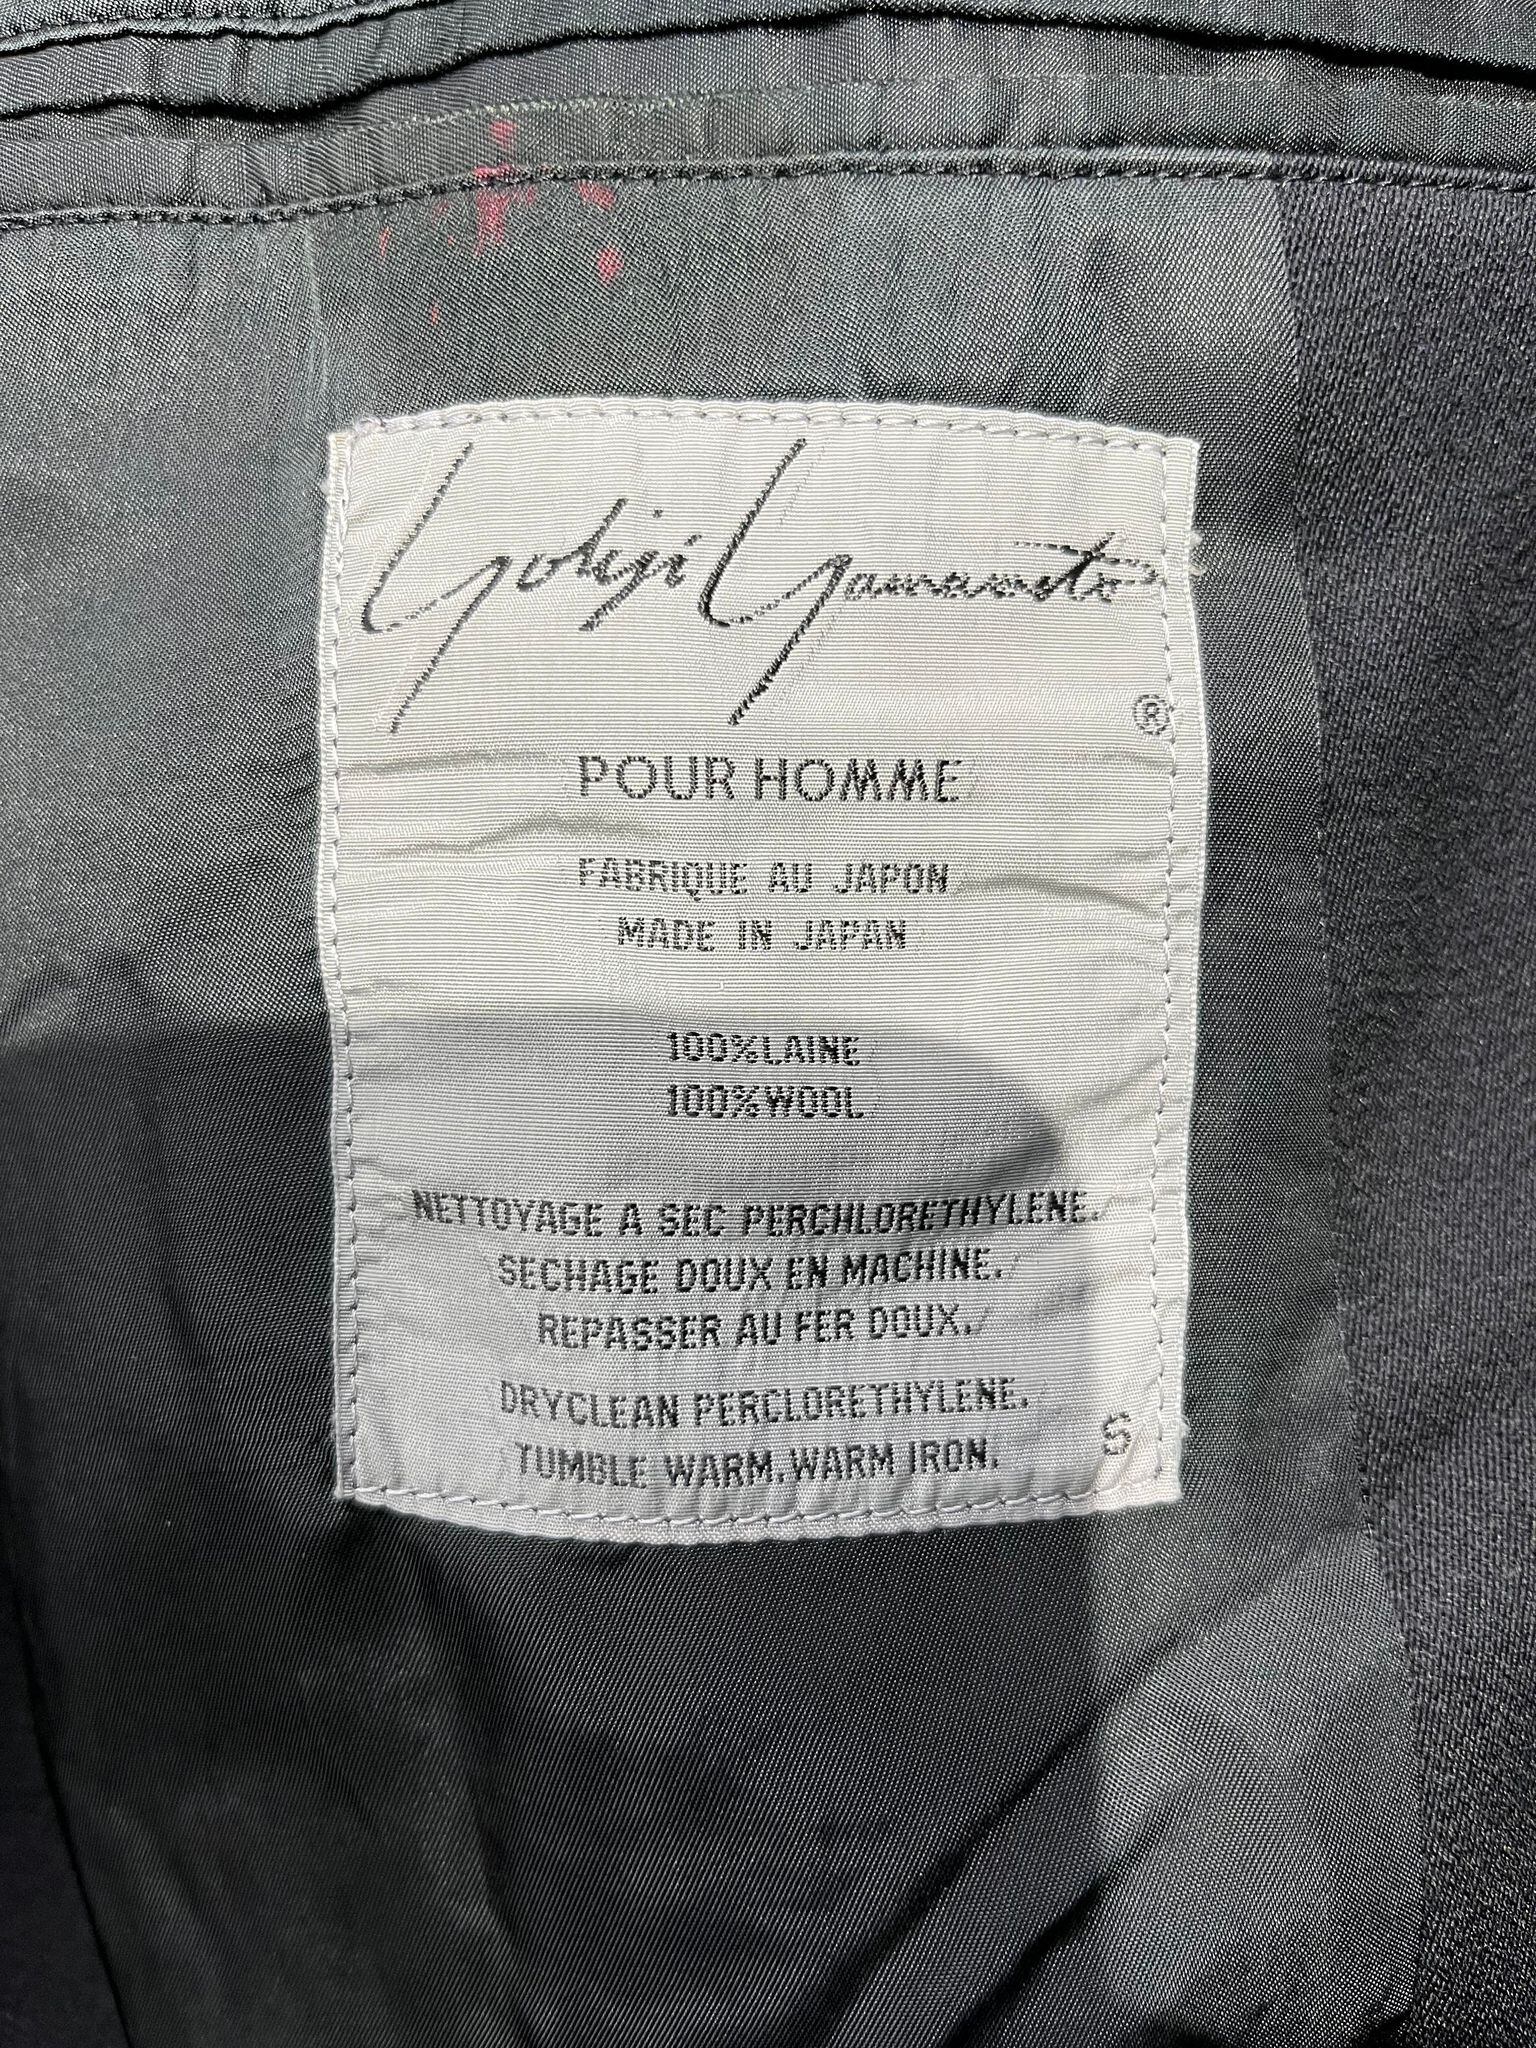 Yohji Yamamoto
®
POUR HOMME
FABRIQUE AU JAPON
MADE IN JAPAN
100%LAINE
100%WOOL
NETTOYAGE A SEC PERCHLORETHYLENE.
SECHAGE DOUX EN MACHINE.
REPASSER AU FER DOUX.
DRYCLEAN PERCLORETHYLENE.
TUMBLE WARM.WARM IRON.
S